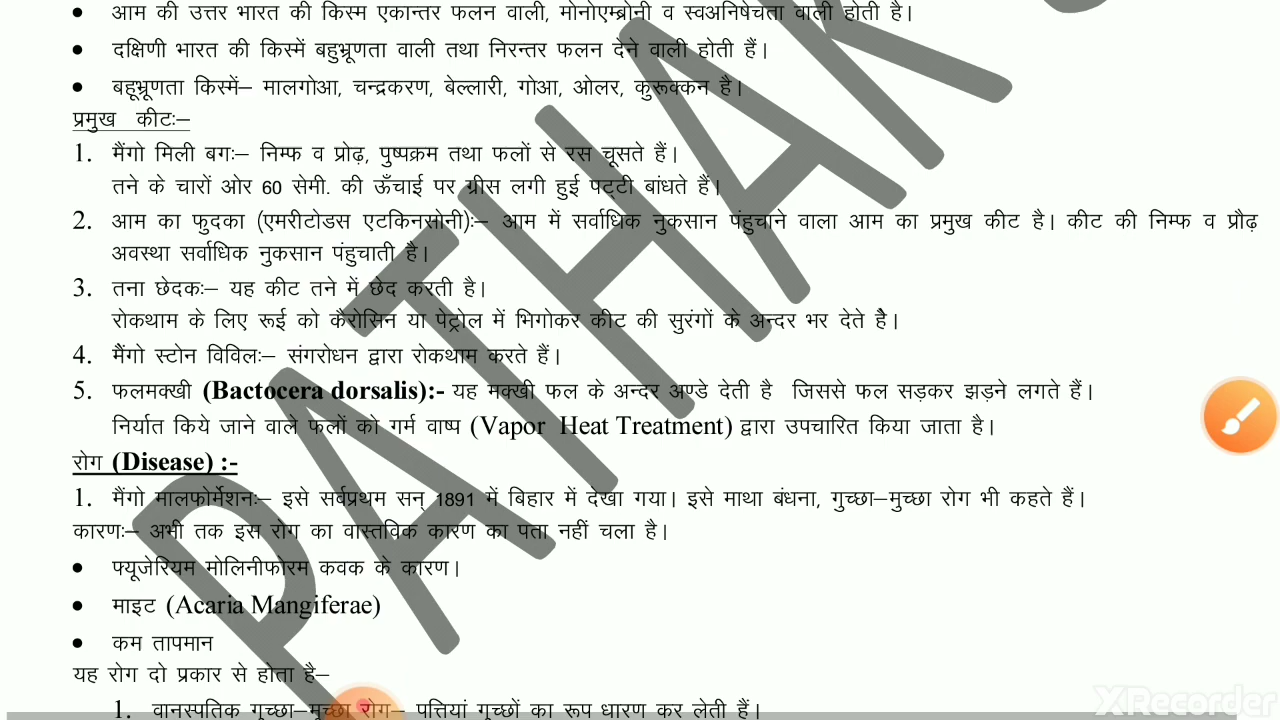 • आम की उत्तर भारत की किस्म एकान्तर फलन वाली, मोनोएम्ब्रोनी व स्वअनिषेचता वाली होती है।
• दक्षिणी भारत की किस्में बहुभ्रूणता वाली तथा निरन्तर फलन देने वाली होती हैं।
• बहूभ्रूणता किस्में– मालगोआ, चन्द्रकरण, बेल्लारी, गोआ, ओलर, कुरूक्कन है।
प्रमुख कीटः–
1. मैंगो मिली बगः– निम्फ व प्रोढ़, पुष्पक्रम तथा फलों से रस चूसते हैं।
तने के चारों ओर 60 सेमी. की ऊँचाई पर ग्रीस लगी हुई पट्टी बांधते हैं।
2. आम का फुदका (एमरीटोडस एटकिनसोनी):– आम में सर्वाधिक नुकसान पंहुचाने वाला आम का प्रमुख कीट है। कीट की निम्फ व प्रौढ़
अवस्था सर्वाधिक नुकसान पंहुचाती है।
3. तना छेदकः– यह कीट तने में छेद करती है।
रोकथाम के लिए रूई को केरोसिन या पेट्रोल में भिगोकर कीट की सुरंगों के अन्दर भर देते है।
4. मैंगो स्टोन विविलः– संगरोधन द्वारा रोकथाम करते हैं।
5. फलमक्खी (Bactocera dorsalis):- यह मक्खी फल के अन्दर अण्डे देती है जिससे फल सड़कर झड़ने लगते हैं।
निर्यात किये जाने वाले फलों को गर्म वाष्प (Vapor Heat Treatment) द्वारा उपचारित किया जाता है।
रोग (Disease) :-
1. मैंगो मालफोर्मेशनः– इसे सर्वप्रथम सन् 1891 में बिहार में देखा गया। इसे माथा बंधना, गुच्छा–मुच्छा रोग भी कहते हैं।
कारणः– अभी तक इस रोग का वास्तविक कारण का पता नहीं चला है।
• फ्यूजेरियम मोलिनीफोरम कवक के कारण।
• माइट (Acaria Mangiferae)
• कम तापमान
यह रोग दो प्रकार से होता है–
1. वानस्पतिक गुच्छा–मुच्छा रोग– पत्तियां गुच्छों का रूप धारण कर लेती हैं।
PATHAK
XRecorder